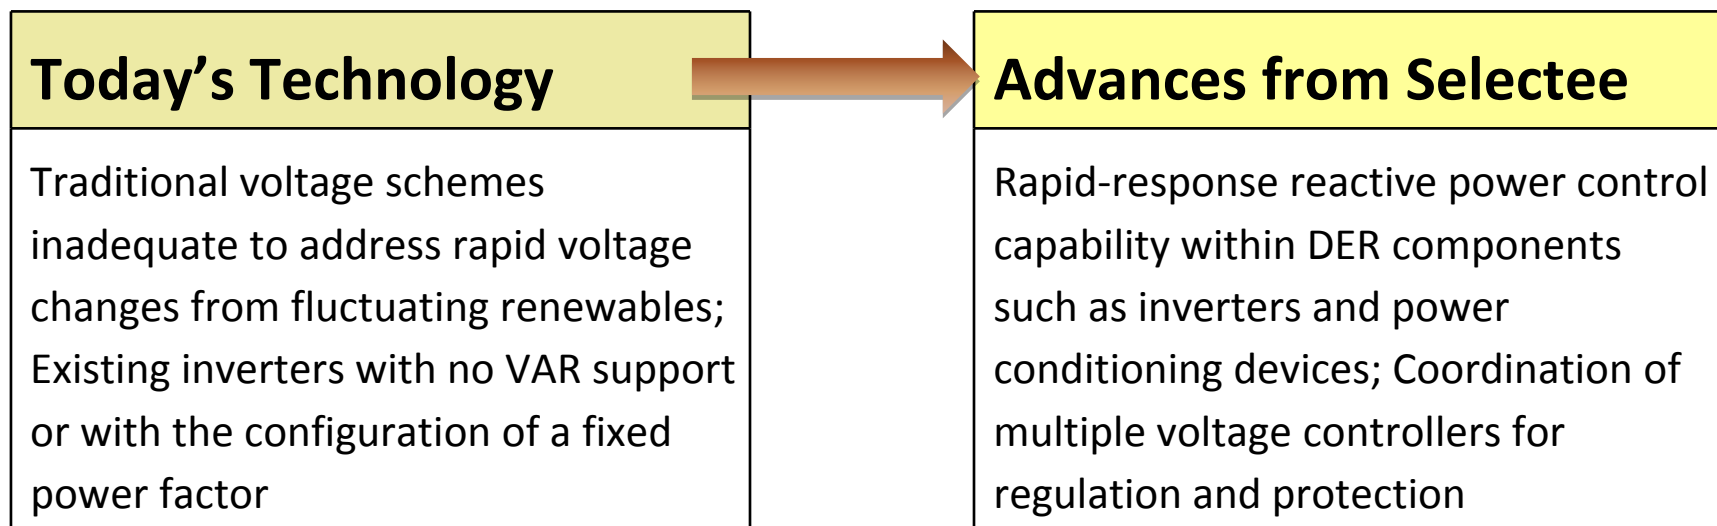 Today’s Technology
Traditional voltage schemes
inadequate to address rapid voltage
changes from fluctuating renewables;
Existing inverters with no VAR support
or with the configuration of a fixed
power factor
Advances from Selectee
Rapid-response reactive power control
capability within DER components
such as inverters and power
conditioning devices; Coordination of
multiple voltage controllers for
regulation and protection